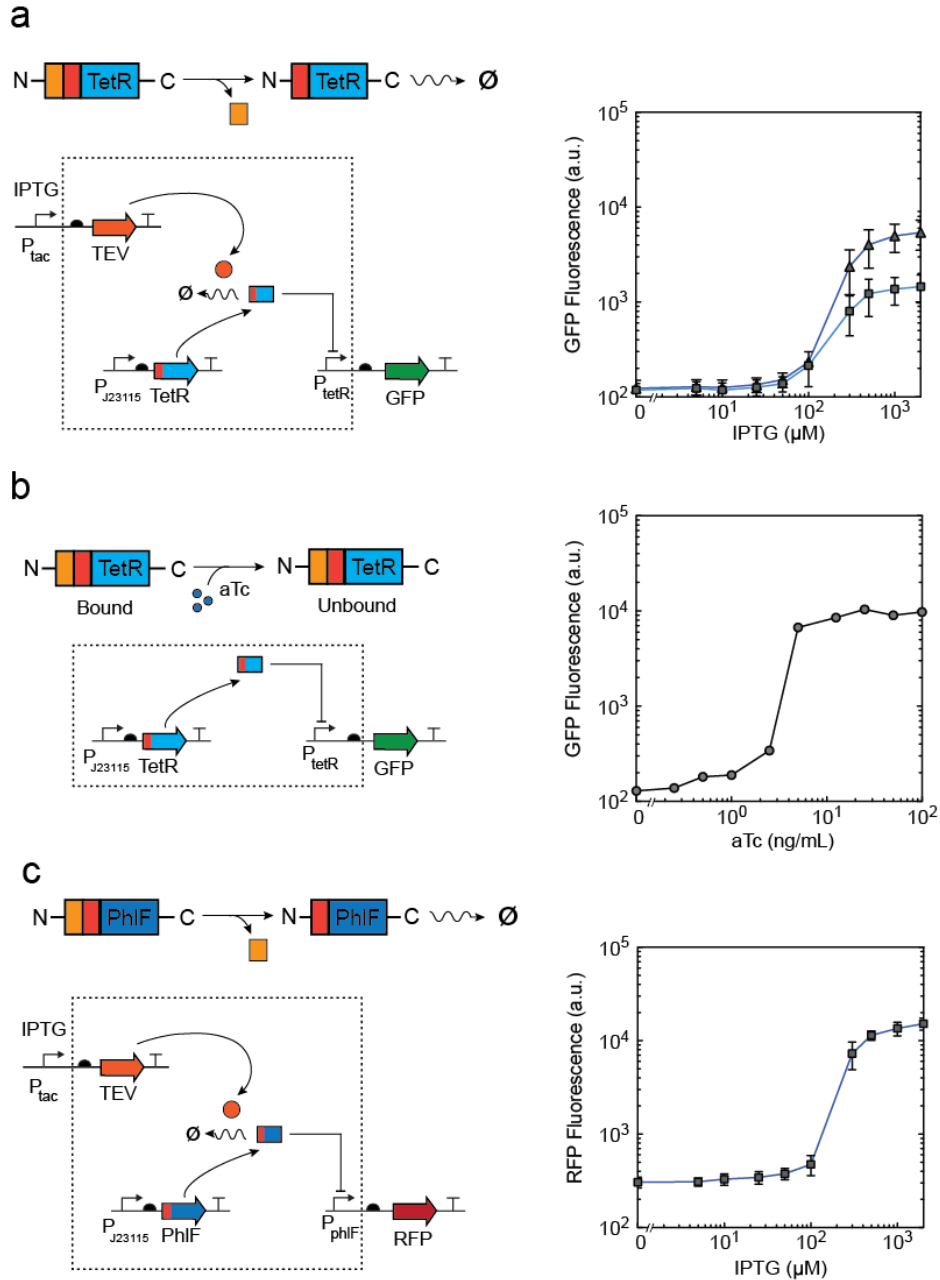 a
N TetR C N TetR C Ø
IPTG
P_tac TEV
Ø
P_J23115 TetR P_tetR GFP
GFP Fluorescence (a.u.)
10^5
10^4
10^3
10^2
0 10^1 10^2 10^3
IPTG (µM)
b
N TetR C aTc N TetR C
Bound Unbound
P_J23115 TetR P_tetR GFP
GFP Fluorescence (a.u.)
10^5
10^4
10^3
10^2
0 10^0 10^1 10^2
aTc (ng/mL)
c
N PhlF C N PhlF C Ø
IPTG
P_tac TEV
Ø
P_J23115 PhlF P_phlF RFP
RFP Fluorescence (a.u.)
10^5
10^4
10^3
10^2
0 10^1 10^2 10^3
IPTG (µM)